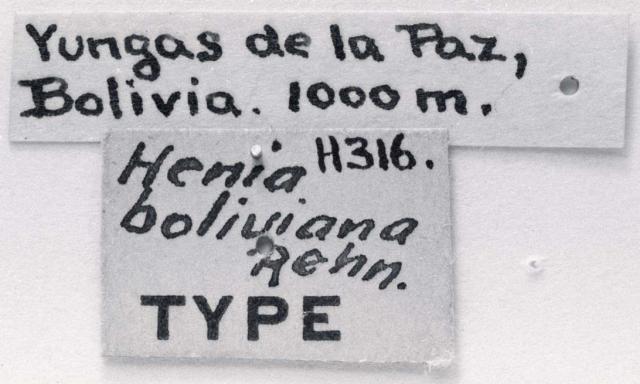 Yungas de la Paz,
Bolivia. 1000 m.
Henia H316.
boliviana
Rehn.
TYPE